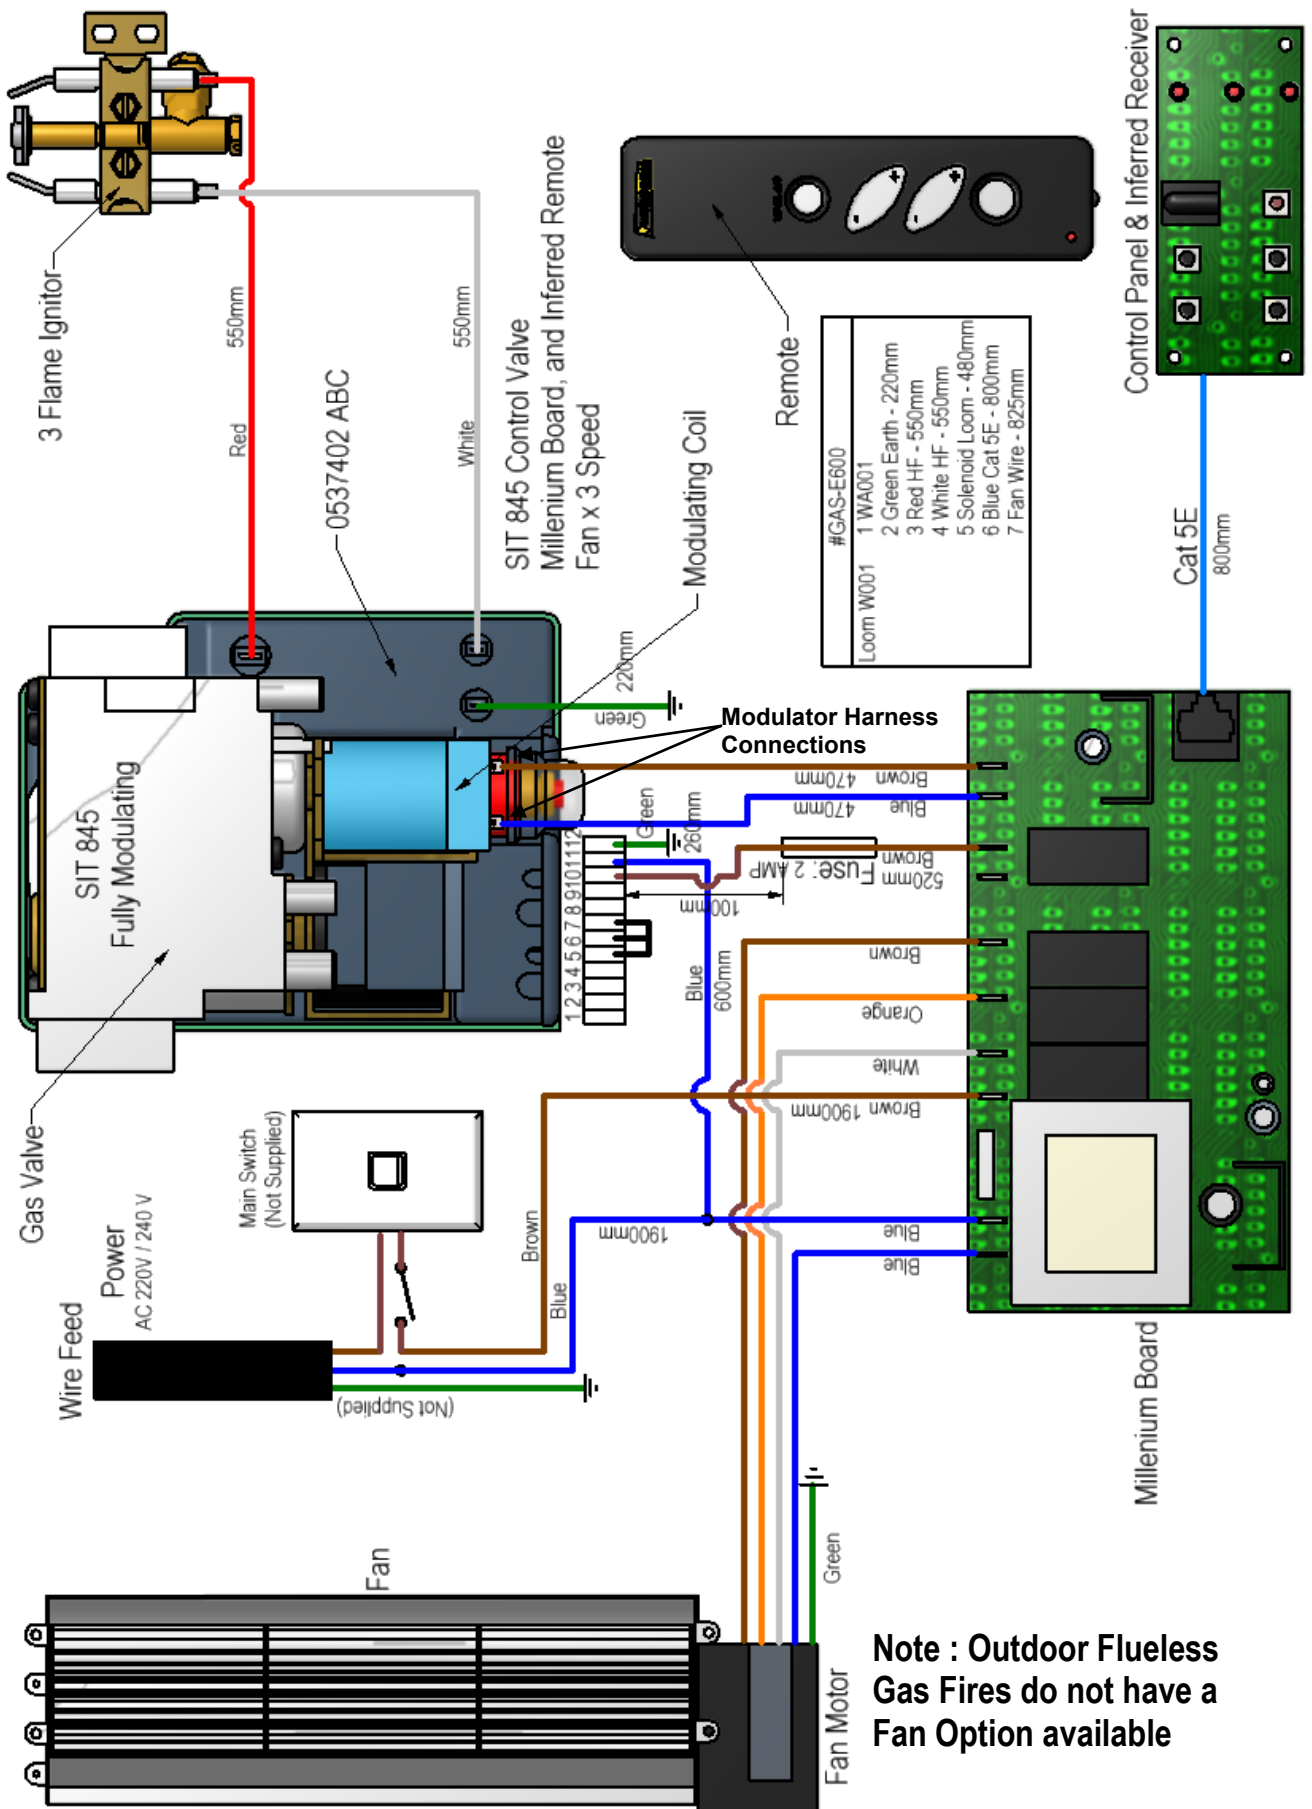 3 Flame Ignitor
Red
550mm
White
550mm
0537402 ABC
SIT 845 Control Valve
Millenium Board, and Inferred Remote
Fan x 3 Speed
Modulating Coil
Remote
Control Panel & Inferred Receiver
#GAS-E600
Loom W001
1 WA001
2 Green Earth - 220mm
3 Red HF - 550mm
4 White HF - 550mm
5 Solenoid Loom - 480mm
6 Blue Cat 5E - 800mm
7 Fan Wire - 825mm
Cat 5E
800mm
SIT 845
Fully Modulating
Gas Valve
Green
220mm
Modulator Harness
Connections
Brown
470mm
Blue
470mm
Green
260mm
Fuse: 2 AMP
Brown
520mm
100mm
1 2 3 4 5 6 7 8 9 10 11 12
Blue
600mm
Brown
Orange
White
Brown 1900mm
Blue
Blue
1900mm
Main Switch
(Not Supplied)
Brown
Blue
Power
AC 220V / 240 V
Wire Feed
(Not Supplied)
Millenium Board
Fan
Green
Fan Motor
Note : Outdoor Flueless
Gas Fires do not have a
Fan Option available